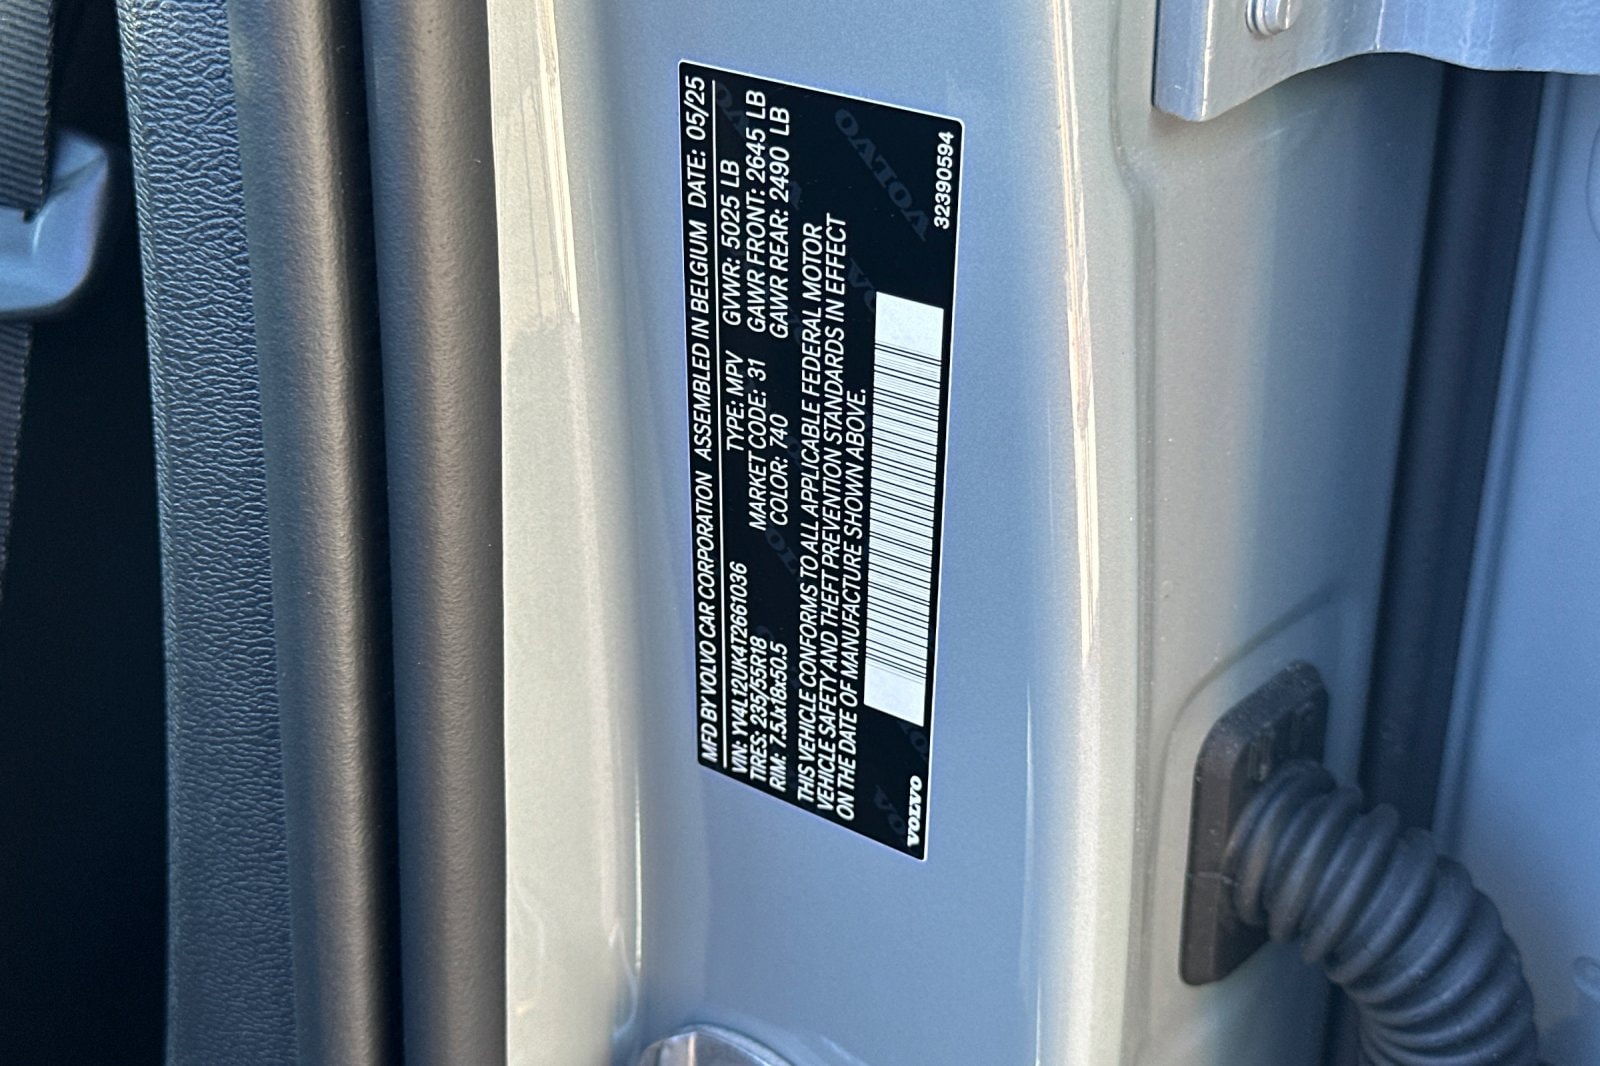 MFD BY VOLVO CAR CORPORATION ASSEMBLED IN BELGIUM DATE: 05/25
VIN: YV4L12UK4T2661036 TYPE: MPV GVWR: 5025 LB
TIRES: 235/55R18 MARKET CODE: 31 GAWR FRONT: 2645 LB
RIM: 7.5Jx18x50.5 COLOR: 740 GAWR REAR: 2490 LB
THIS VEHICLE CONFORMS TO ALL APPLICABLE FEDERAL MOTOR
VEHICLE SAFETY AND THEFT PREVENTION STANDARDS IN EFFECT
ON THE DATE OF MANUFACTURE SHOWN ABOVE.
VOLVO 32390594